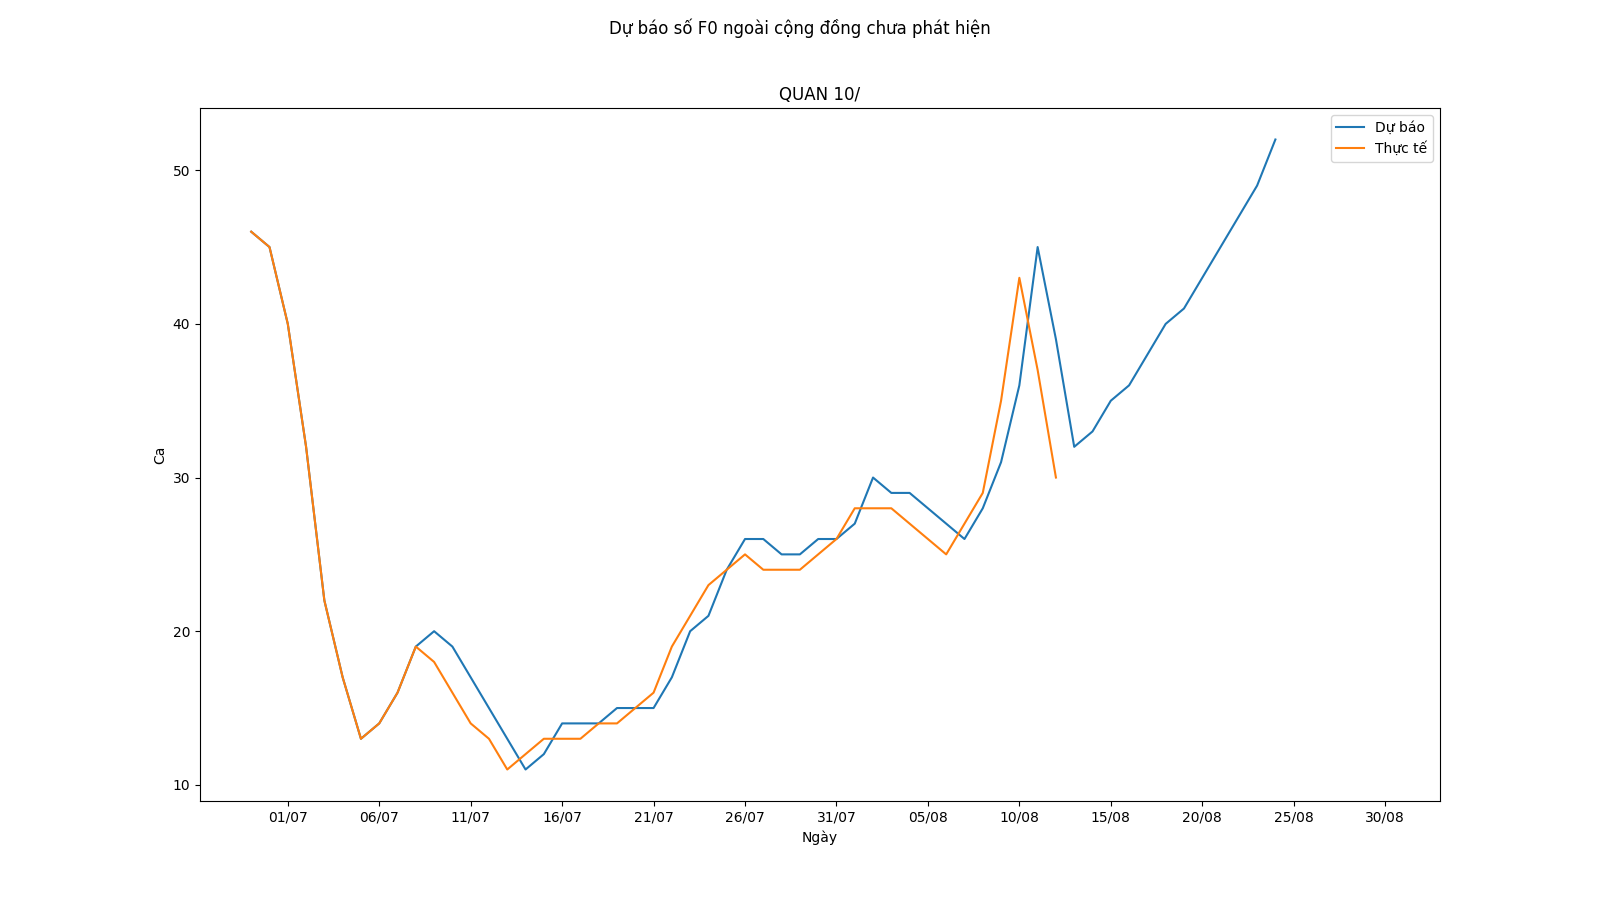 Dự báo số F0 ngoài cộng đồng chưa phát hiện
QUAN 10/
Dự báo
Thực tế
50
40
30
20
10
Ca
01/07 06/07 11/07 16/07 21/07 26/07 31/07 05/08 10/08 15/08 20/08 25/08 30/08
Ngày